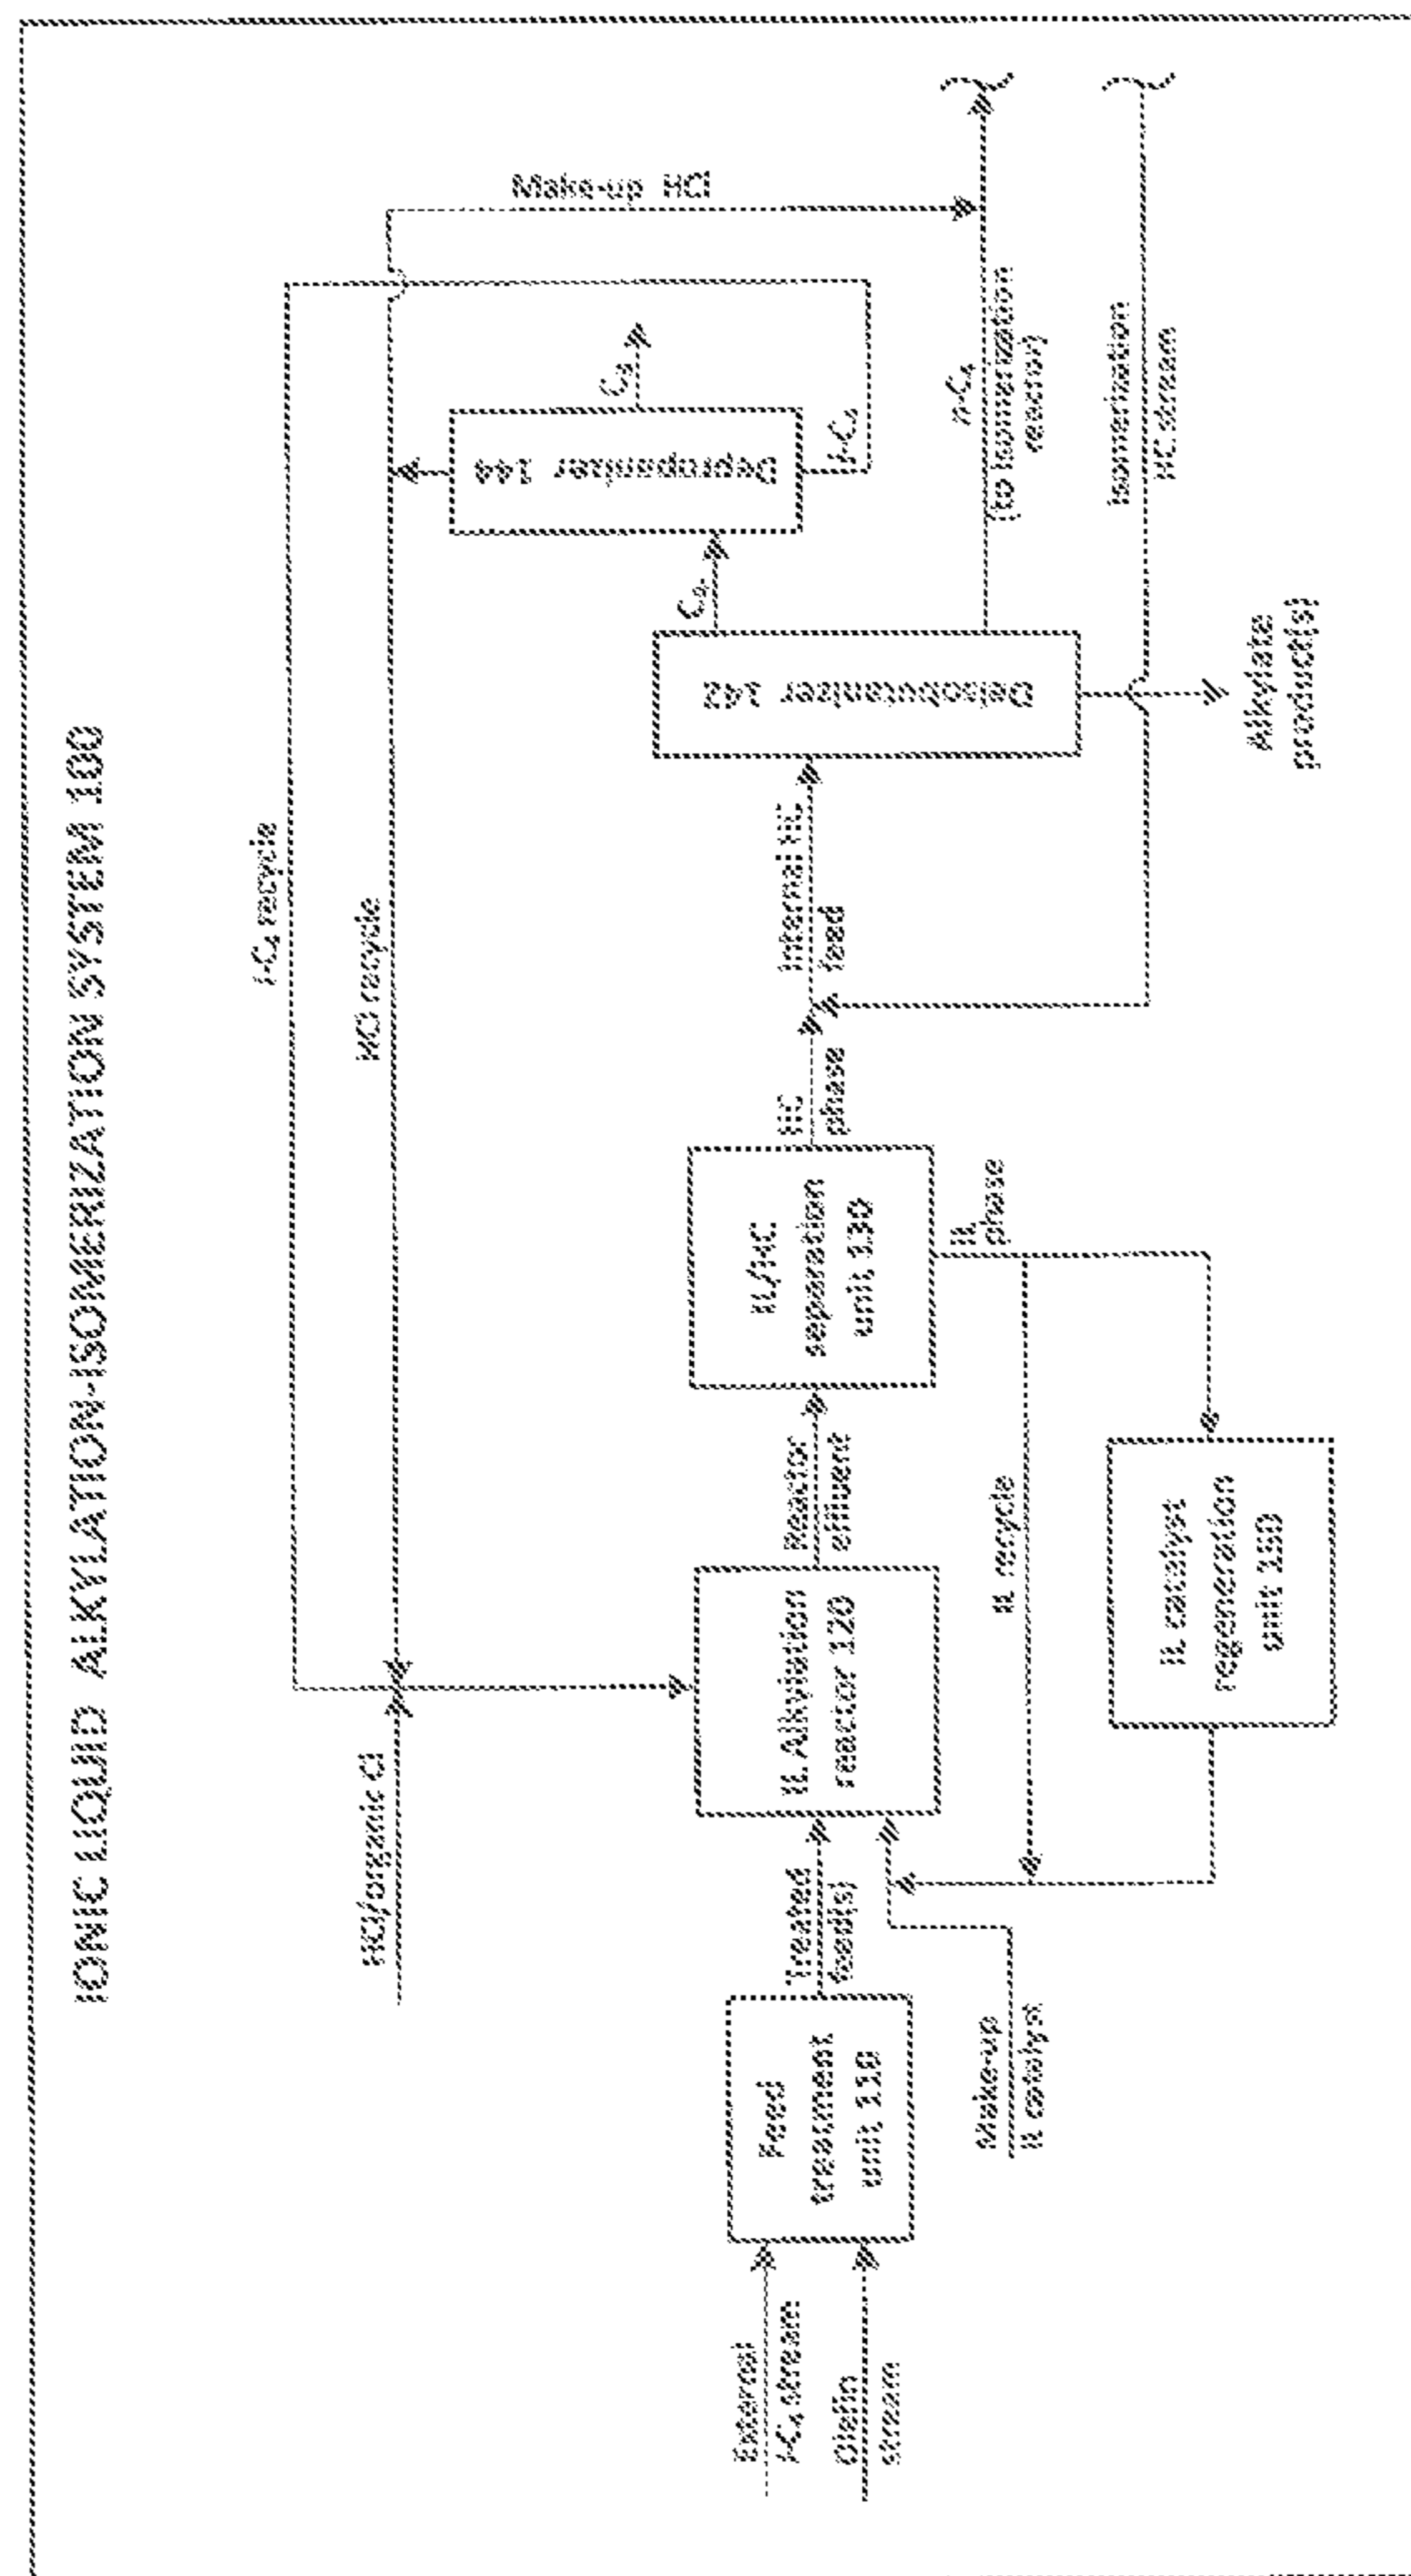 IONIC LIQUID ALKYLATION-ISOMERIZATION SYSTEM 100
i-C₄ recycle
HCl/organic Cl
HCl recycle
Make-up HCl
External
i-C₄ stream
Olefin
stream
Feed
treament
unit 110
Treated
feed(s)
Make-up
IL catalyst
IL Alkylation
reactor 120
Reactor
effluent
IL recycle
IL catalyst
regeneration
unit 150
IL/HC
separation
unit 130
IL
phase
HC
phase
Internal HC
feed
Deisobutanizer 142
Alkylate
product(s)
Depropanizer 144
C₃
i-C₄
n-C₄
(to isomerization
reactor)
Isomerization
HC stream